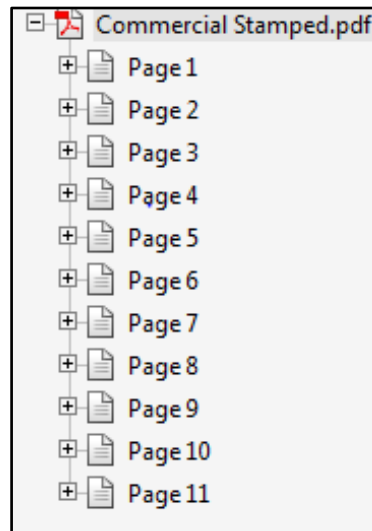 Commercial Stamped.pdf
Page 1
Page 2
Page 3
Page 4
Page 5
Page 6
Page 7
Page 8
Page 9
Page 10
Page 11